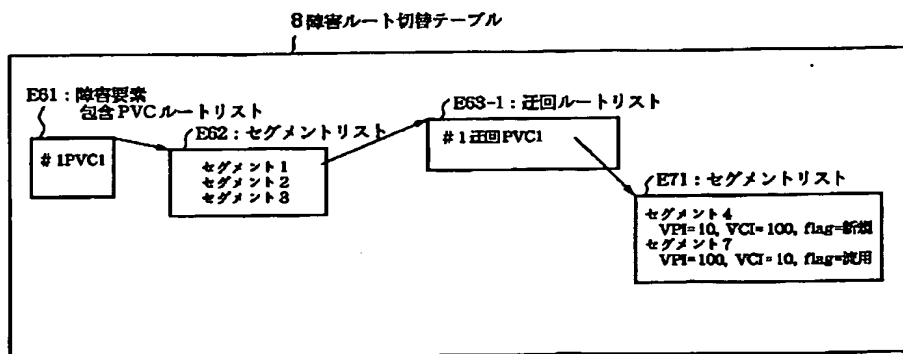 8障害ルート切替テーブル
E61：障害要素
包含PVCルートリスト
#1PVC1
E62：セグメントリスト
セグメント1
セグメント2
セグメント3
E63-1：迂回ルートリスト
#1迂回PVC1
E71：セグメントリスト
セグメント4
VPI=10, VCI=100, flag=新規
セグメント7
VPI=100, VCI=10, flag=流用